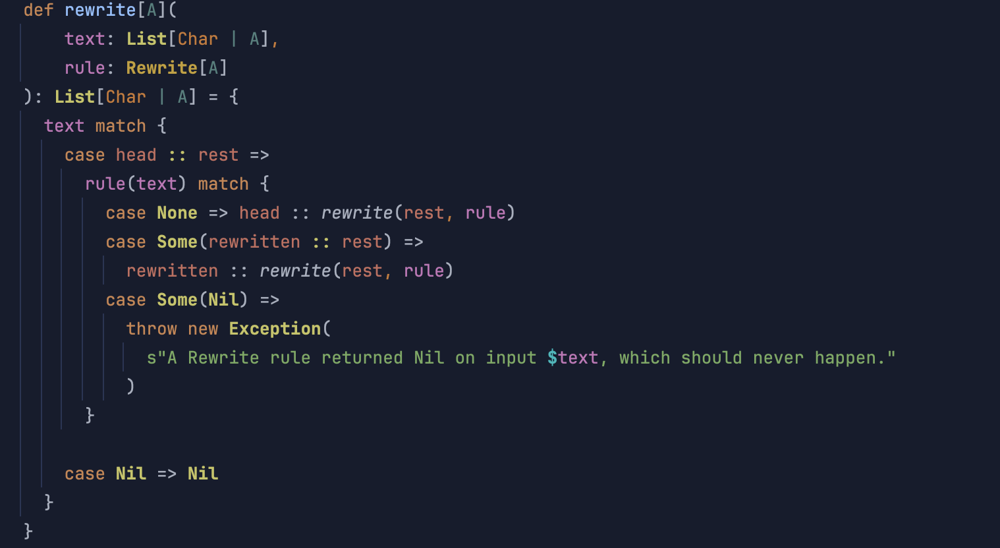 def rewrite[A](
    text: List[Char | A],
    rule: Rewrite[A]
): List[Char | A] = {
  text match {
    case head :: rest =>
      rule(text) match {
        case None => head :: rewrite(rest, rule)
        case Some(rewritten :: rest) =>
          rewritten :: rewrite(rest, rule)
        case Some(Nil) =>
          throw new Exception(
            s"A Rewrite rule returned Nil on input $text, which should never happen."
          )
      }

    case Nil => Nil
  }
}